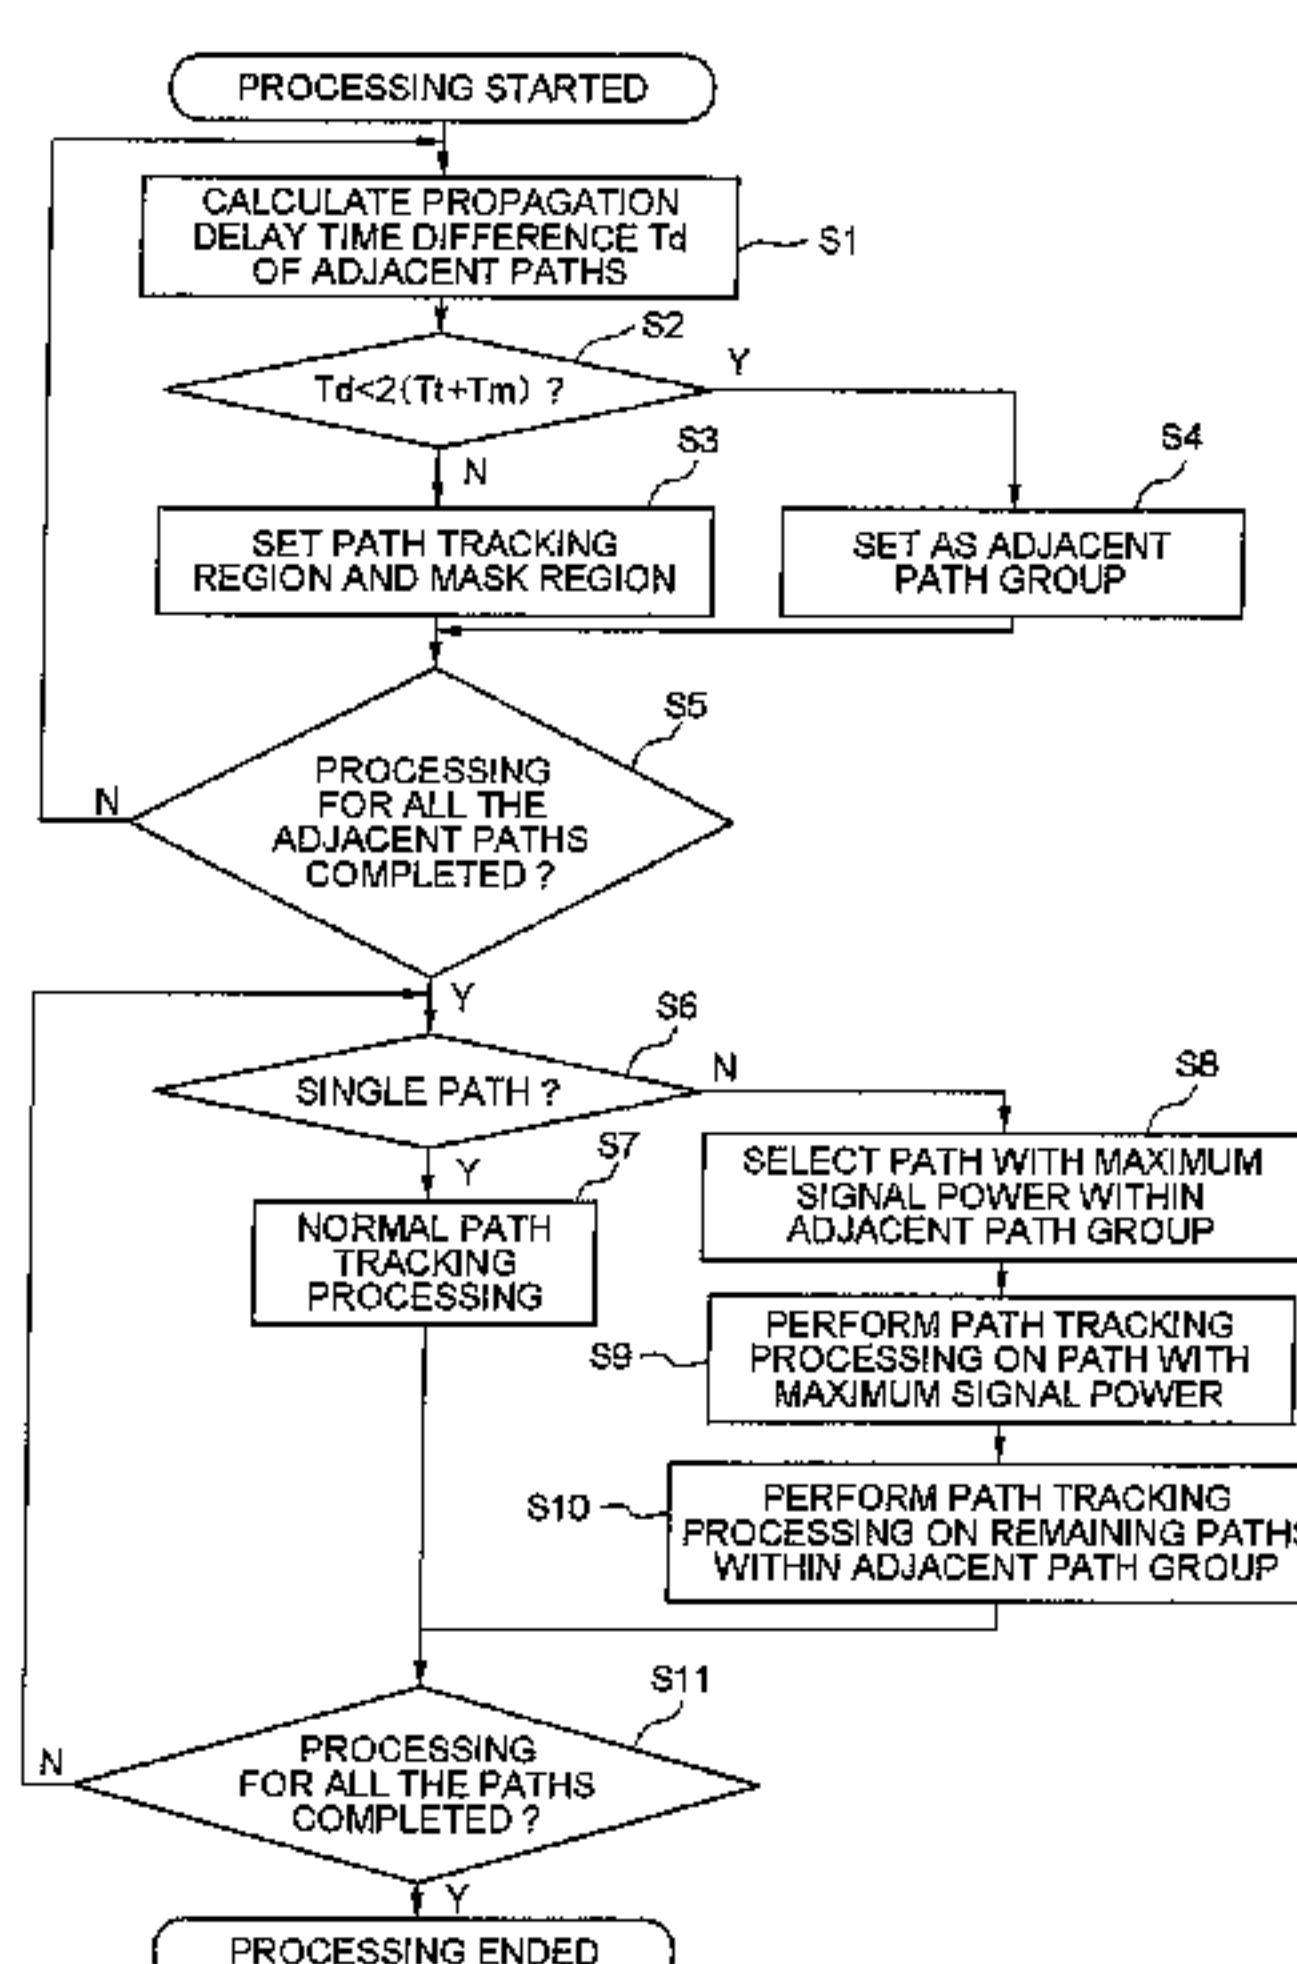 PROCESSING STARTED
CALCULATE PROPAGATION
DELAY TIME DIFFERENCE Td
OF ADJACENT PATHS
S1
S2
Td<2(Tt+Tm) ?
Y
N
S3
SET PATH TRACKING
REGION AND MASK REGION
S4
SET AS ADJACENT
PATH GROUP
S5
PROCESSING
FOR ALL THE
ADJACENT PATHS
COMPLETED ?
N
Y
S6
SINGLE PATH ?
N
Y
S7
NORMAL PATH
TRACKING
PROCESSING
S8
SELECT PATH WITH MAXIMUM
SIGNAL POWER WITHIN
ADJACENT PATH GROUP
S9
PERFORM PATH TRACKING
PROCESSING ON PATH WITH
MAXIMUM SIGNAL POWER
S10
PERFORM PATH TRACKING
PROCESSING ON REMAINING PATHS
WITHIN ADJACENT PATH GROUP
S11
PROCESSING
FOR ALL THE PATHS
COMPLETED ?
N
Y
PROCESSING ENDED